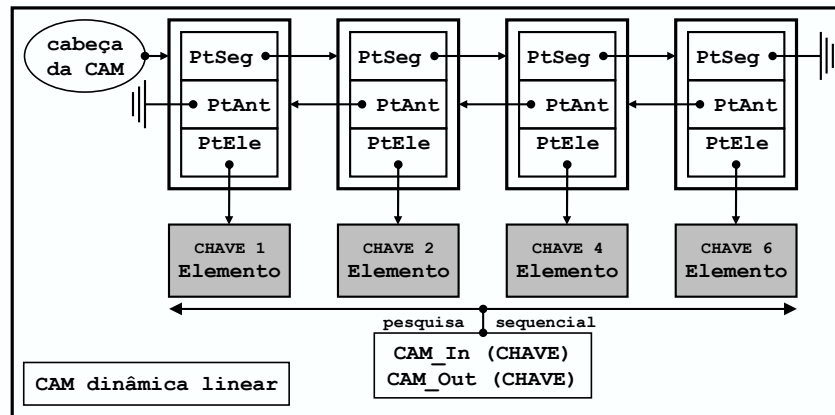 cabeça
da CAM
PtSeg PtSeg PtSeg PtSeg
PtAnt PtAnt PtAnt PtAnt
PtEle PtEle PtEle PtEle
CHAVE 1 CHAVE 2 CHAVE 4 CHAVE 6
Elemento Elemento Elemento Elemento
pesquisa sequencial
CAM_In (CHAVE)
CAM_Out (CHAVE)
CAM dinâmica linear